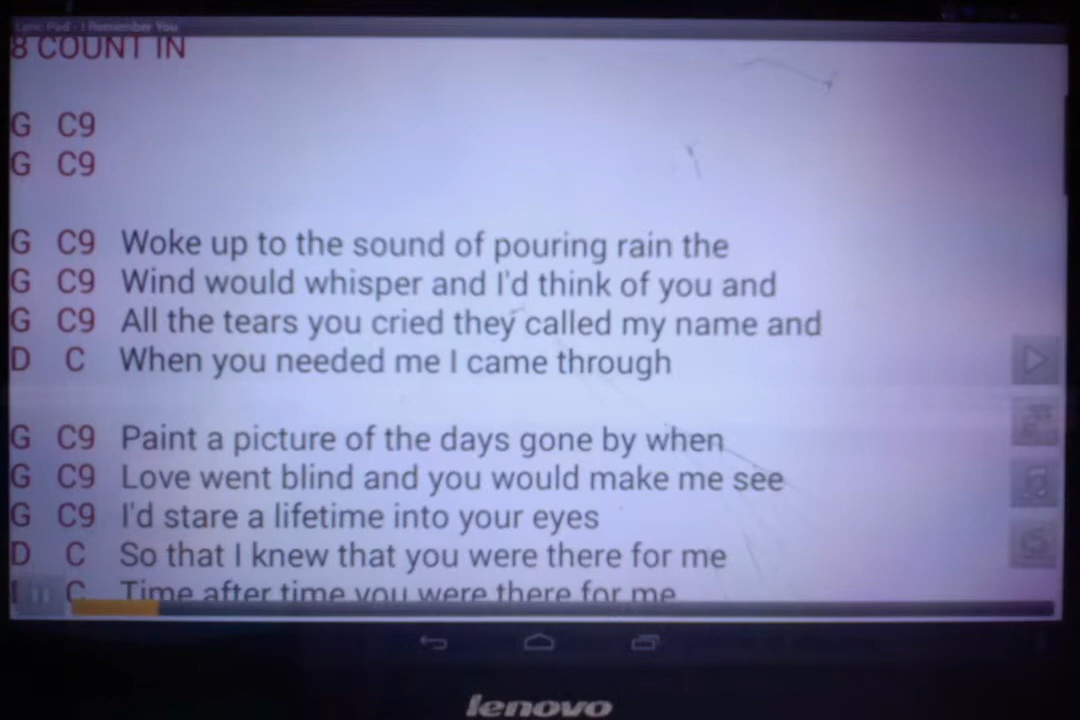 Lyric Pad - I Remember You
8 COUNT IN
G C9
G C9
G C9 Woke up to the sound of pouring rain the
G C9 Wind would whisper and I'd think of you and
G C9 All the tears you cried they called my name and
D C When you needed me I came through
G C9 Paint a picture of the days gone by when
G C9 Love went blind and you would make me see
G C9 I'd stare a lifetime into your eyes
D C So that I knew that you were there for me
C Time after time you were there for me
lenovo